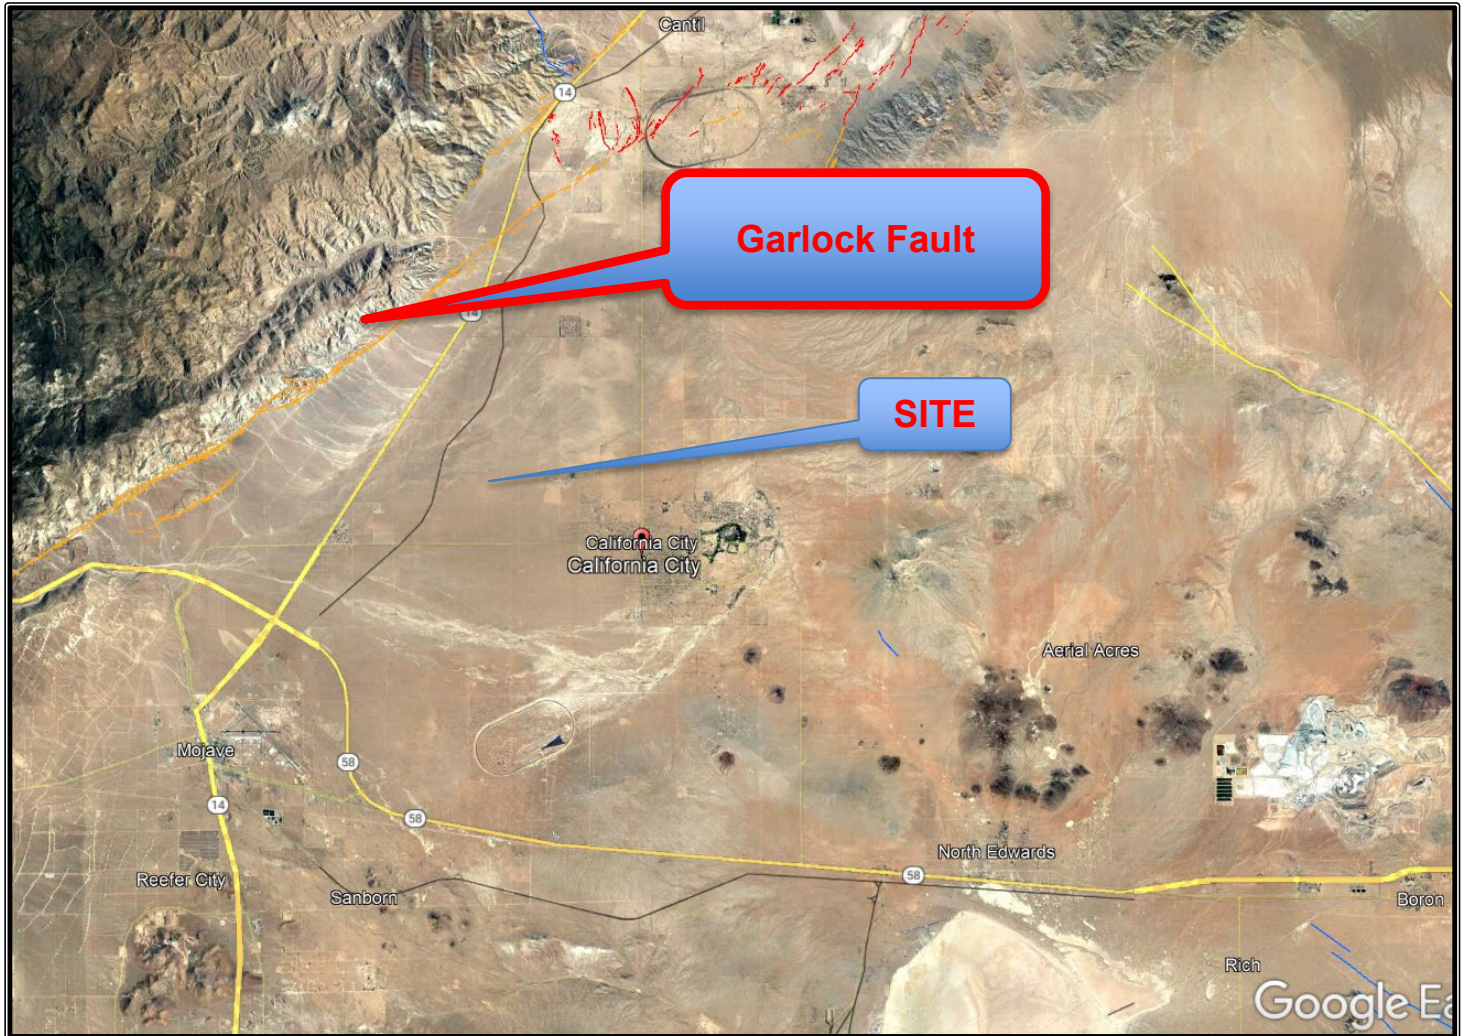 Cantil
14
Garlock Fault
14
SITE
California City
California City
Aerial Acres
Mojave
58
14
58
North Edwards
58
Reefer City
Sanborn
Boron
Rich
Google Ea